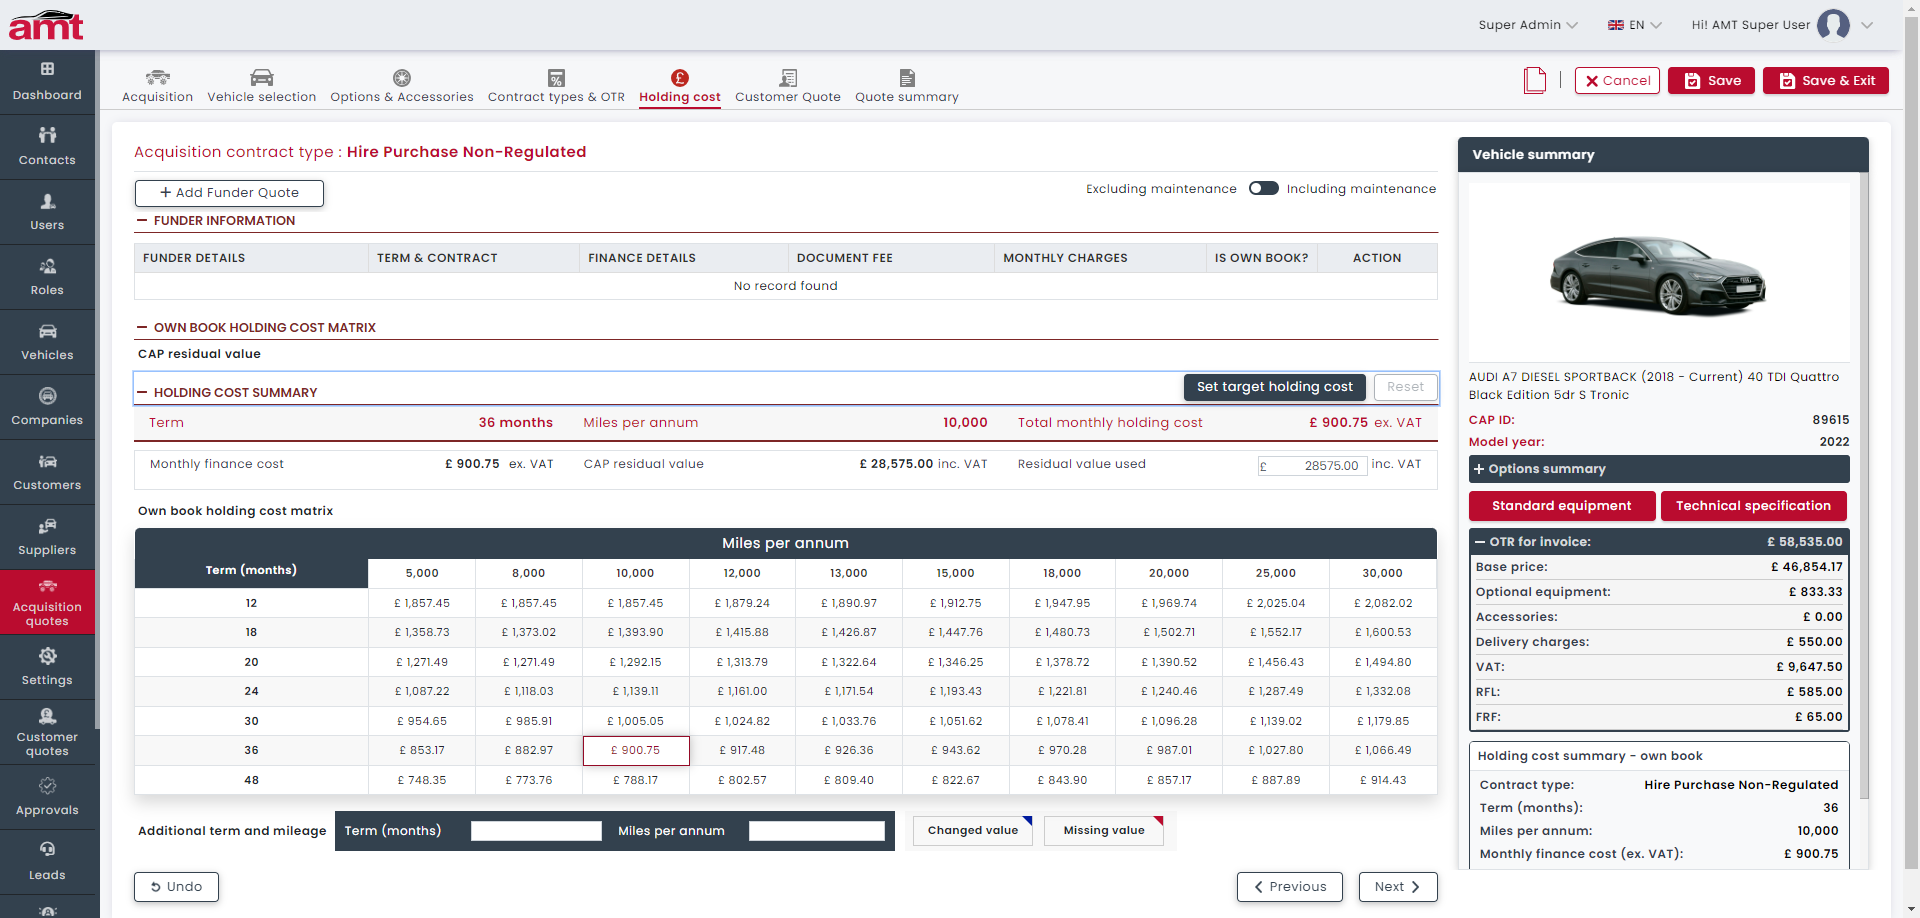 amt
Super Admin
EN
Hi! AMT Super User
Dashboard
Contacts
Users
Roles
Vehicles
Companies
Customers
Suppliers
Acquisition
quotes
Settings
Customer
quotes
Approvals
Leads
Acquisition
Vehicle selection
Options & Accessories
Contract types & OTR
Holding cost
Customer Quote
Quote summary
Cancel
Save
Save & Exit
Acquisition contract type : Hire Purchase Non-Regulated
+ Add Funder Quote
Excluding maintenance
Including maintenance
— FUNDER INFORMATION
FUNDER DETAILS TERM & CONTRACT FINANCE DETAILS DOCUMENT FEE MONTHLY CHARGES IS OWN BOOK? ACTION
No record found
— OWN BOOK HOLDING COST MATRIX
CAP residual value
— HOLDING COST SUMMARY
Set target holding cost
Reset
Term 36 months Miles per annum 10,000 Total monthly holding cost £ 900.75 ex. VAT
Monthly finance cost £ 900.75 ex. VAT CAP residual value £ 28,575.00 inc. VAT Residual value used £ 28575.00 inc. VAT
Own book holding cost matrix
Miles per annum
Term (months)
5,000 8,000 10,000 12,000 13,000 15,000 18,000 20,000 25,000 30,000
12 £ 1,857.45 £ 1,857.45 £ 1,857.45 £ 1,879.24 £ 1,890.97 £ 1,912.75 £ 1,947.95 £ 1,969.74 £ 2,025.04 £ 2,082.02
18 £ 1,358.73 £ 1,373.02 £ 1,393.90 £ 1,415.88 £ 1,426.87 £ 1,447.76 £ 1,480.73 £ 1,502.71 £ 1,552.17 £ 1,600.53
20 £ 1,271.49 £ 1,271.49 £ 1,292.15 £ 1,313.79 £ 1,322.64 £ 1,346.25 £ 1,378.72 £ 1,390.52 £ 1,456.43 £ 1,494.80
24 £ 1,087.22 £ 1,118.03 £ 1,139.11 £ 1,161.00 £ 1,171.54 £ 1,193.43 £ 1,221.81 £ 1,240.46 £ 1,287.49 £ 1,332.08
30 £ 954.65 £ 985.91 £ 1,005.05 £ 1,024.82 £ 1,033.76 £ 1,051.62 £ 1,078.41 £ 1,096.28 £ 1,139.02 £ 1,179.85
36 £ 853.17 £ 882.97 £ 900.75 £ 917.48 £ 926.36 £ 943.62 £ 970.28 £ 987.01 £ 1,027.80 £ 1,066.49
48 £ 748.35 £ 773.76 £ 788.17 £ 802.57 £ 809.40 £ 822.67 £ 843.90 £ 857.17 £ 887.89 £ 914.43
Additional term and mileage Term (months) Miles per annum Changed value Missing value
Undo
Previous
Next
Vehicle summary
AUDI A7 DIESEL SPORTBACK (2018 - Current) 40 TDI Quattro
Black Edition 5dr S Tronic
CAP ID: 89615
Model year: 2022
+ Options summary
Standard equipment
Technical specification
— OTR for invoice: £ 58,535.00
Base price: £ 46,854.17
Optional equipment: £ 833.33
Accessories: £ 0.00
Delivery charges: £ 550.00
VAT: £ 9,647.50
RFL: £ 585.00
FRF: £ 65.00
Holding cost summary - own book
Contract type: Hire Purchase Non-Regulated
Term (months): 36
Miles per annum: 10,000
Monthly finance cost (ex. VAT): £ 900.75